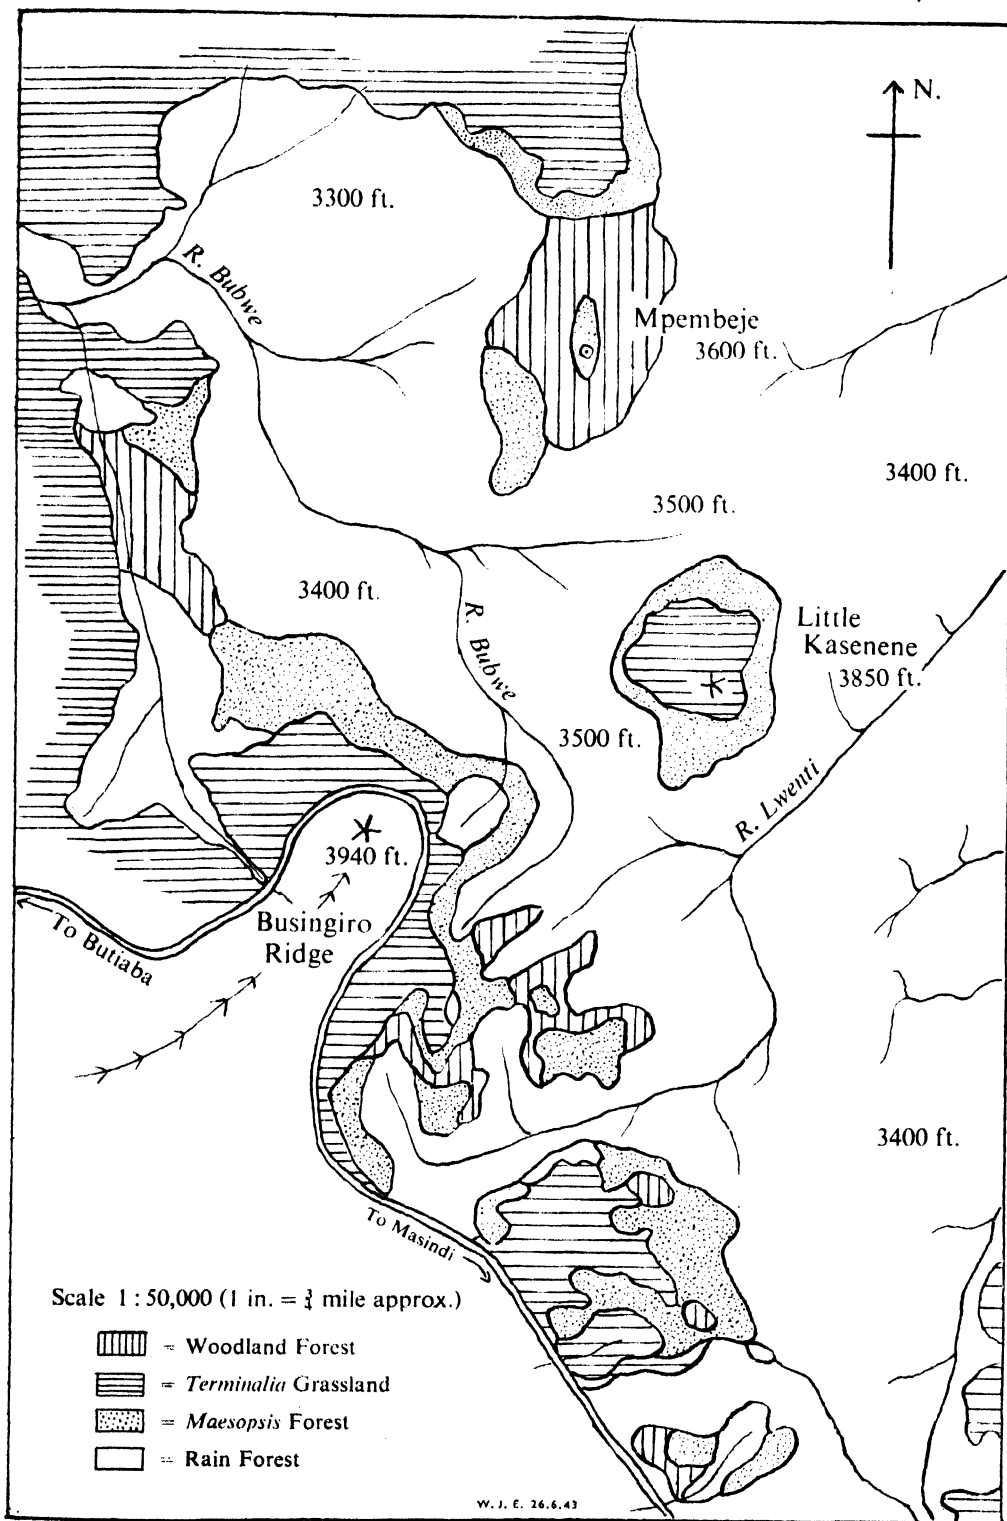 N.
3300 ft.
R. Bubwe
Mpembeje
3600 ft.
3400 ft.
3500 ft.
3400 ft.
R. Bubwe
Little
Kasenene
3850 ft.
3500 ft.
R. Lwenti
3940 ft.
Busingiro
Ridge
To Butiaba
3400 ft.
To Masindi
Scale 1 : 50,000 (1 in. = ¾ mile approx.)
= Woodland Forest
= Terminalia Grassland
= Maesopsis Forest
= Rain Forest
W. J. E. 26.6.43